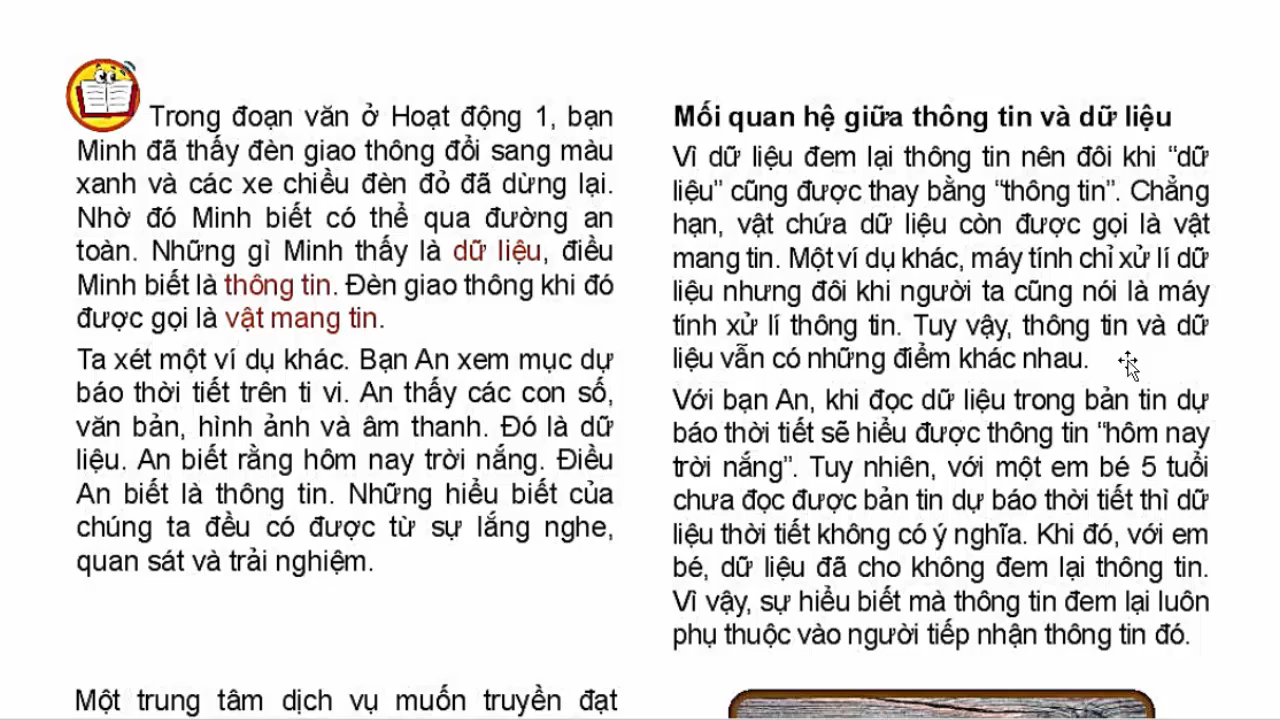 Trong đoạn văn ở Hoạt động 1, bạn
Minh đã thấy đèn giao thông đổi sang màu
xanh và các xe chiều đèn đỏ đã dừng lại.
Nhờ đó Minh biết có thể qua đường an
toàn. Những gì Minh thấy là dữ liệu, điều
Minh biết là thông tin. Đèn giao thông khi đó
được gọi là vật mang tin.
Ta xét một ví dụ khác. Bạn An xem mục dự
báo thời tiết trên ti vi. An thấy các con số,
văn bản, hình ảnh và âm thanh. Đó là dữ
liệu. An biết rằng hôm nay trời nắng. Điều
An biết là thông tin. Những hiểu biết của
chúng ta đều có được từ sự lắng nghe,
quan sát và trải nghiệm.
Một trung tâm dịch vụ muốn truyền đạt
Mối quan hệ giữa thông tin và dữ liệu
Vì dữ liệu đem lại thông tin nên đôi khi “dữ
liệu” cũng được thay bằng “thông tin”. Chẳng
hạn, vật chứa dữ liệu còn được gọi là vật
mang tin. Một ví dụ khác, máy tính chỉ xử lí dữ
liệu nhưng đôi khi người ta cũng nói là máy
tính xử lí thông tin. Tuy vậy, thông tin và dữ
liệu vẫn có những điểm khác nhau.
Với bạn An, khi đọc dữ liệu trong bản tin dự
báo thời tiết sẽ hiểu được thông tin “hôm nay
trời nắng”. Tuy nhiên, với một em bé 5 tuổi
chưa đọc được bản tin dự báo thời tiết thì dữ
liệu thời tiết không có ý nghĩa. Khi đó, với em
bé, dữ liệu đã cho không đem lại thông tin.
Vì vậy, sự hiểu biết mà thông tin đem lại luôn
phụ thuộc vào người tiếp nhận thông tin đó.